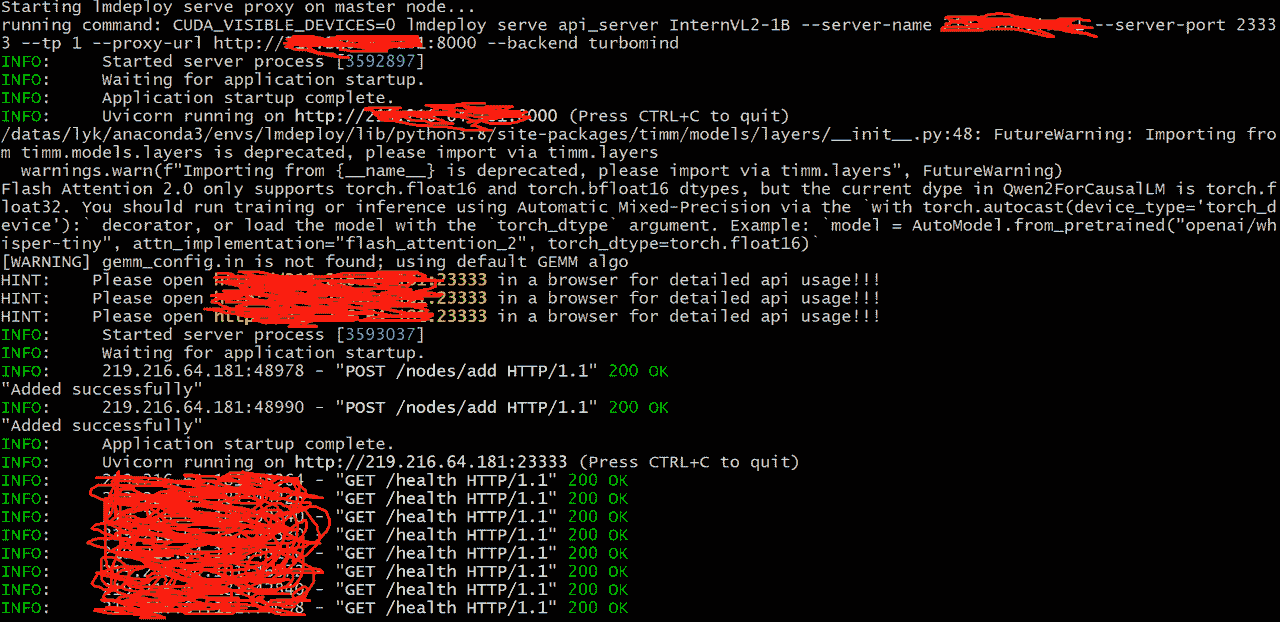 Starting lmdeploy serve proxy on master node...
running command: CUDA_VISIBLE_DEVICES=0 lmdeploy serve api_server InternVL2-1B --server-name --server-port 2333
3 --tp 1 --proxy-url http:// :8000 --backend turbomind
INFO: Started server process [3592897]
INFO: Waiting for application startup.
INFO: Application startup complete.
INFO: Uvicorn running on http:// (Press CTRL+C to quit)
/datas/lyk/anaconda3/envs/lmdeploy/lib/python3.8/site-packages/timm/models/layers/__init__.py:48: FutureWarning: Importing fro
m timm.models.layers is deprecated, please import via timm.layers
warnings.warn(f"Importing from {__name__} is deprecated, please import via timm.layers", FutureWarning)
Flash Attention 2.0 only supports torch.float16 and torch.bfloat16 dtypes, but the current dype in Qwen2ForCausalLM is torch.f
loat32. You should run training or inference using Automatic Mixed-Precision via the `with torch.autocast(device_type='torch_d
evice'):` decorator, or load the model with the `torch_dtype` argument. Example: `model = AutoModel.from_pretrained("openai/wh
isper-tiny", attn_implementation="flash_attention_2", torch_dtype=torch.float16)`
[WARNING] gemm_config.in is not found; using default GEMM algo
HINT: Please open :23333 in a browser for detailed api usage!!!
HINT: Please open :23333 in a browser for detailed api usage!!!
HINT: Please open :23333 in a browser for detailed api usage!!!
INFO: Started server process [3593037]
INFO: Waiting for application startup.
INFO: 219.216.64.181:48978 - "POST /nodes/add HTTP/1.1" 200 OK
"Added successfully"
INFO: 219.216.64.181:48990 - "POST /nodes/add HTTP/1.1" 200 OK
"Added successfully"
INFO: Application startup complete.
INFO: Uvicorn running on http://219.216.64.181:23333 (Press CTRL+C to quit)
INFO: - "GET /health HTTP/1.1" 200 OK
INFO: - "GET /health HTTP/1.1" 200 OK
INFO: - "GET /health HTTP/1.1" 200 OK
INFO: - "GET /health HTTP/1.1" 200 OK
INFO: - "GET /health HTTP/1.1" 200 OK
INFO: - "GET /health HTTP/1.1" 200 OK
INFO: - "GET /health HTTP/1.1" 200 OK
INFO: - "GET /health HTTP/1.1" 200 OK